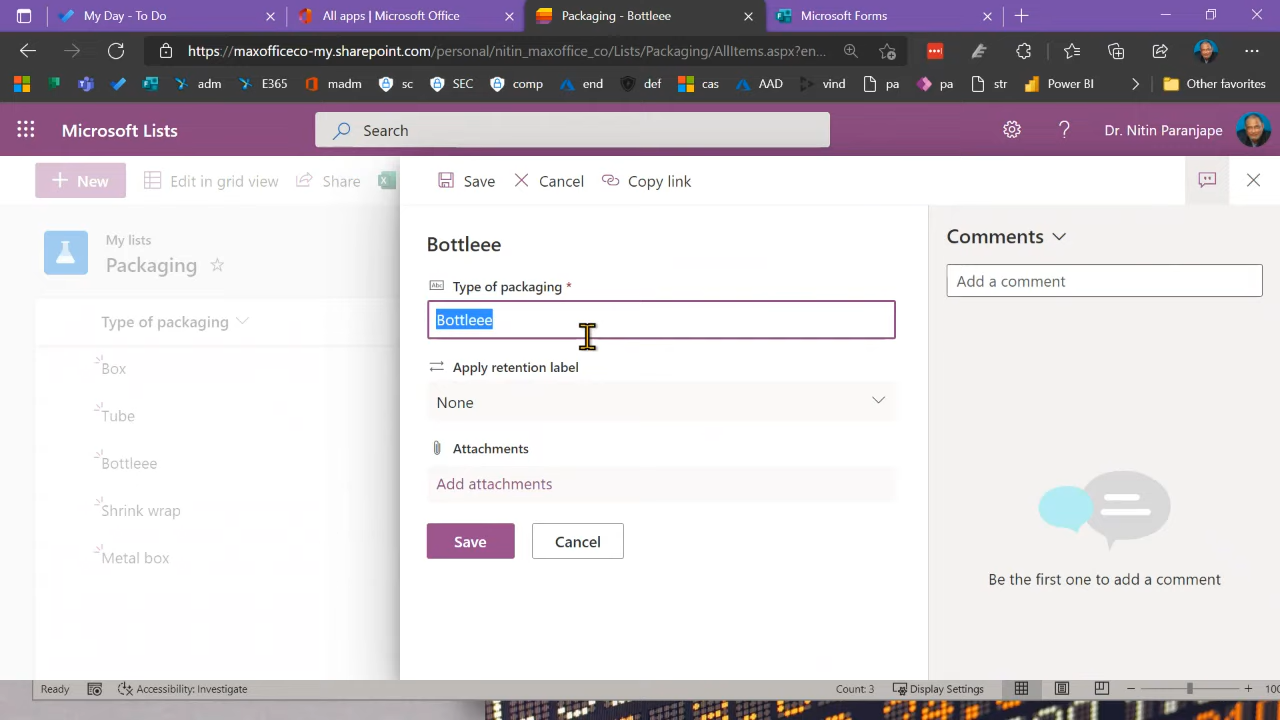 My Day - To Do
All apps | Microsoft Office
Packaging - Bottleee
Microsoft Forms
https://maxofficeco-my.sharepoint.com/personal/nitin_maxoffice_co/Lists/Packaging/AllItems.aspx?en...
adm
E365
madm
sc
SEC
comp
end
def
cas
AAD
vind
pa
pa
str
Power BI
Other favorites
Microsoft Lists
Search
Dr. Nitin Paranjape
New
Edit in grid view
Share
Save
Cancel
Copy link
My lists
Packaging
Type of packaging
Box
Tube
Bottleee
Shrink wrap
Metal box
Bottleee
Abc
Type of packaging *
Bottleee
Apply retention label
None
Attachments
Add attachments
Save
Cancel
Comments
Add a comment
Be the first one to add a comment
Ready
Accessibility: Investigate
Count: 3
Display Settings
100